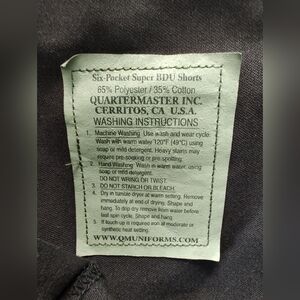 Six-Pocket Super BDU Shorts
65% Polyester / 35% Cotton
QUARTERMASTER INC.
CERRITOS, CA U.S.A.
WASHING INSTRUCTIONS
1. Machine Washing Use wash and wear cycle.
Wash with warm water 120°F (49°C) using
soap or mild detergent. Heavy stains may
require pre-soaking or pre spotting.
2. Hand Washing Wash in warm water, using
soap or mild detergent.
DO NOT WRING OR TWIST.
3. DO NOT STARCH OR BLEACH.
4. Dry in tumble dryer at warm setting. Remove
immediately at end of drying. Shape and
hang. To drip dry remove from water before
last spin cycle. Shape and hang.
5. If touch-up is required iron at moderate or
synthetic heat setting.
WWW.QMUNIFORMS.COM